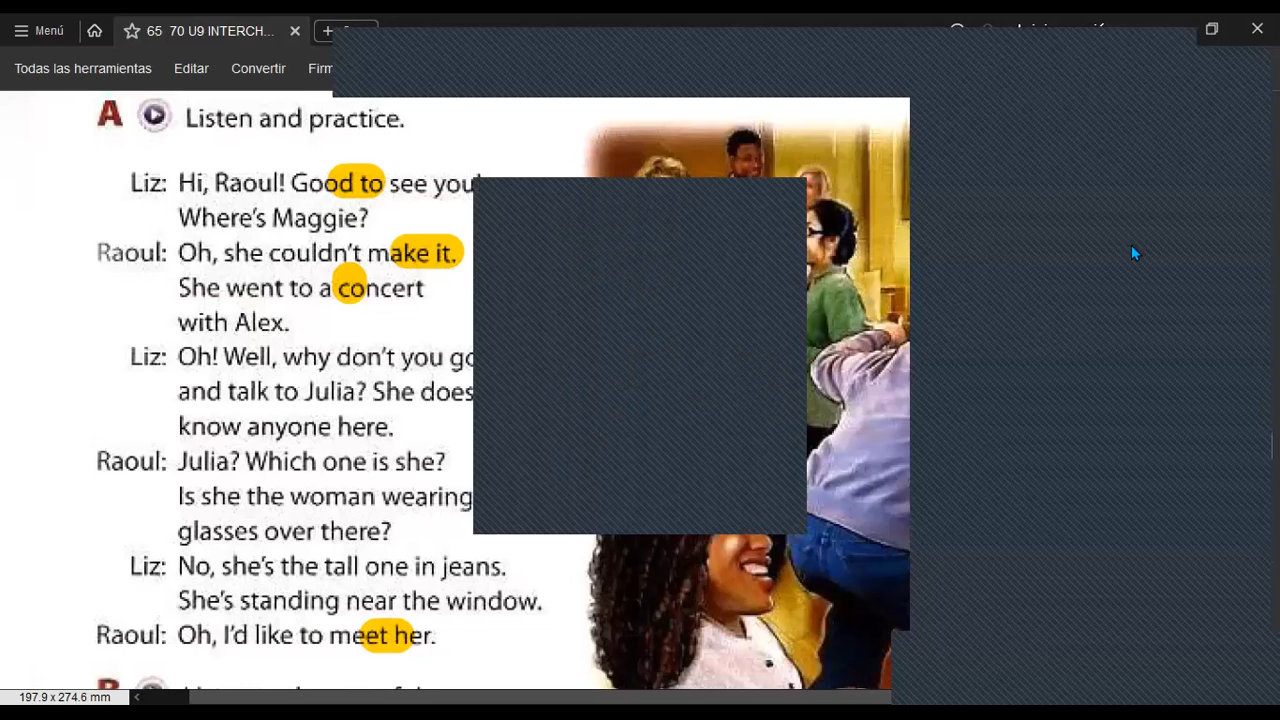 Menú
65 70 U9 INTERCH...
Todas las herramientas
Editar
Convertir
A Listen and practice.
Liz: Hi, Raoul! Good to see you!
Where's Maggie?
Raoul: Oh, she couldn't make it.
She went to a concert
with Alex.
Liz: Oh! Well, why don't you go
and talk to Julia? She does
know anyone here.
Raoul: Julia? Which one is she?
Is she the woman wearing
glasses over there?
Liz: No, she's the tall one in jeans.
She's standing near the window.
Raoul: Oh, I'd like to meet her.
197.9 x 274.6 mm